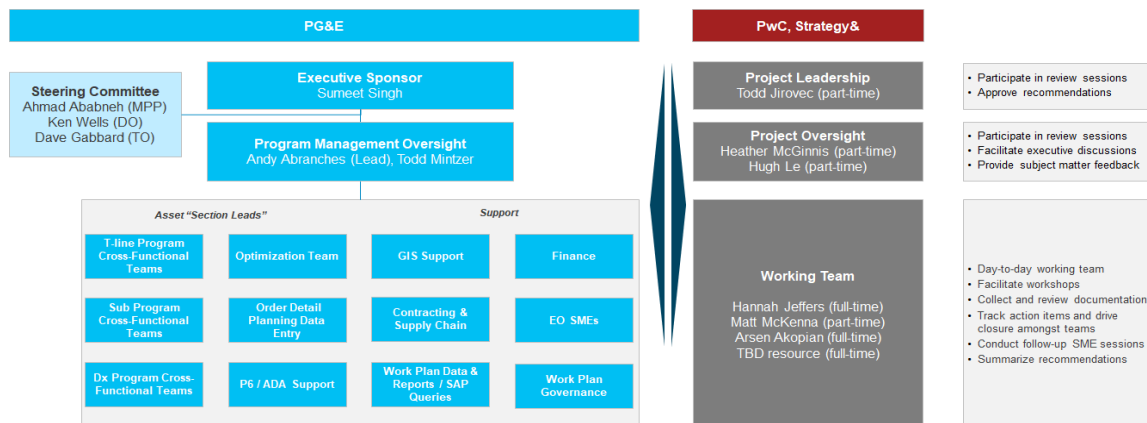 PG&E
PwC, Strategy&
Steering Committee
Ahmad Ababneh (MPP)
Ken Wells (DO)
Dave Gabbard (TO)
Executive Sponsor
Sumeet Singh
Program Management Oversight
Andy Abranches (Lead), Todd Mintzer
Asset “Section Leads”
Support
T-line Program
Cross-Functional
Teams
Optimization Team
GIS Support
Finance
Sub Program
Cross-Functional
Teams
Order Detail
Planning Data
Entry
Contracting &
Supply Chain
EO SMEs
Dx Program Cross-
Functional Teams
P6 / ADA Support
Work Plan Data &
Reports / SAP
Queries
Work Plan
Governance
Project Leadership
Todd Jirovec (part-time)
Project Oversight
Heather McGinnis (part-time)
Hugh Le (part-time)
Working Team
Hannah Jeffers (full-time)
Matt McKenna (part-time)
Arsen Akopian (full-time)
TBD resource (full-time)
• Participate in review sessions
• Approve recommendations
• Participate in review sessions
• Facilitate executive discussions
• Provide subject matter feedback
• Day-to-day working team
• Facilitate workshops
• Collect and review documentation
• Track action items and drive
closure amongst teams
• Conduct follow-up SME sessions
• Summarize recommendations